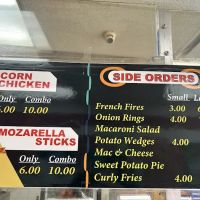 CORN
CHICKEN
Only Combo
6.00 10.00
MOZARELLA
STICKS
Only Combo
6.00 10.00
SIDE ORDERS
Small
French Fires 3.00
Onion Rings 4.00
Macaroni Salad
Potato Wedges 4.00
Mac & Cheese
Sweet Potato Pie
Curly Fries 4.00